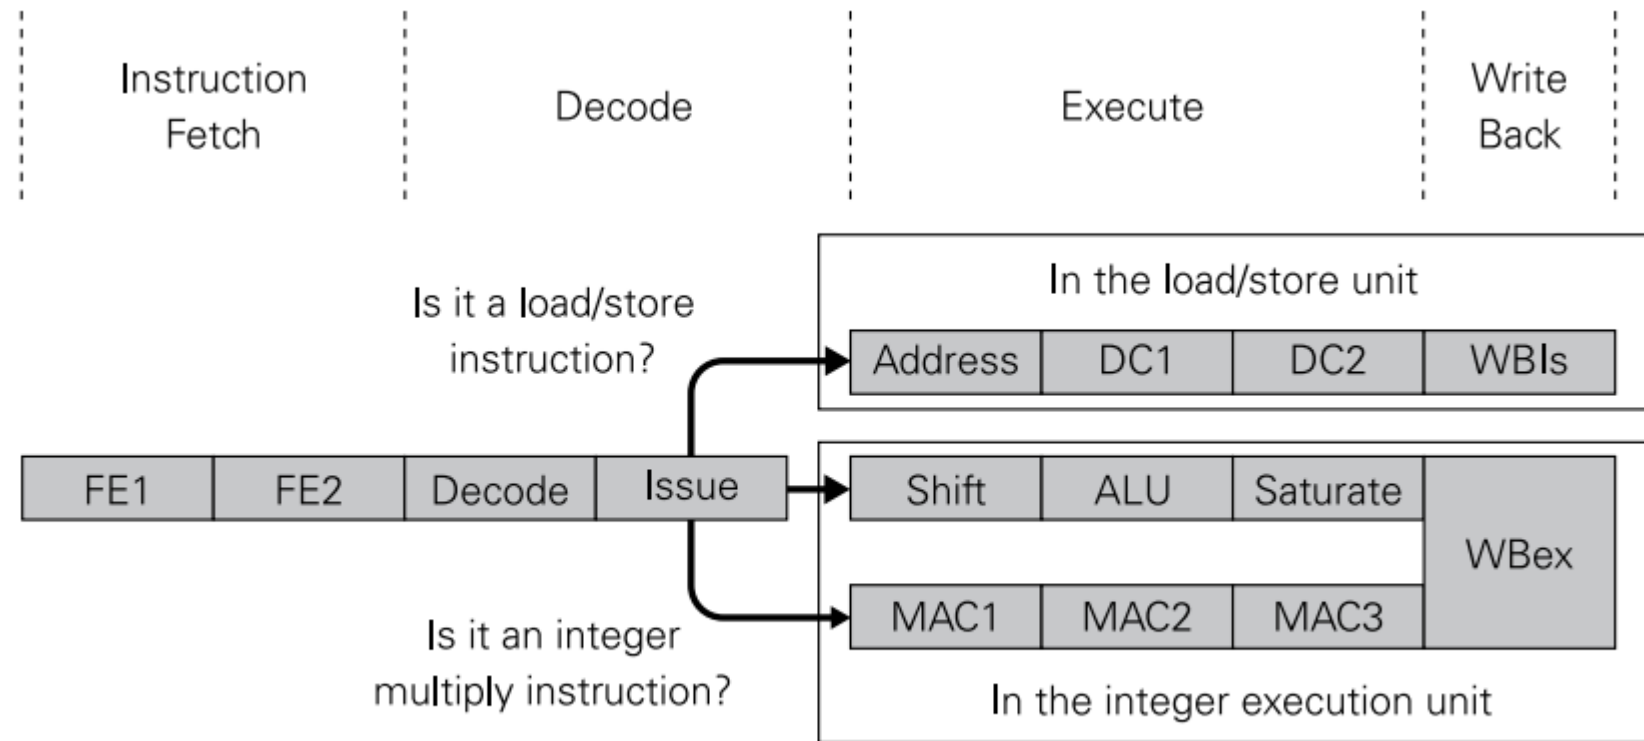 Instruction
Fetch
Decode
Execute
Write
Back
In the load/store unit
Is it a load/store
instruction?
Address DC1 DC2 WBIs
FE1 FE2 Decode Issue
Shift ALU Saturate
WBex
MAC1 MAC2 MAC3
Is it an integer
multiply instruction?
In the integer execution unit